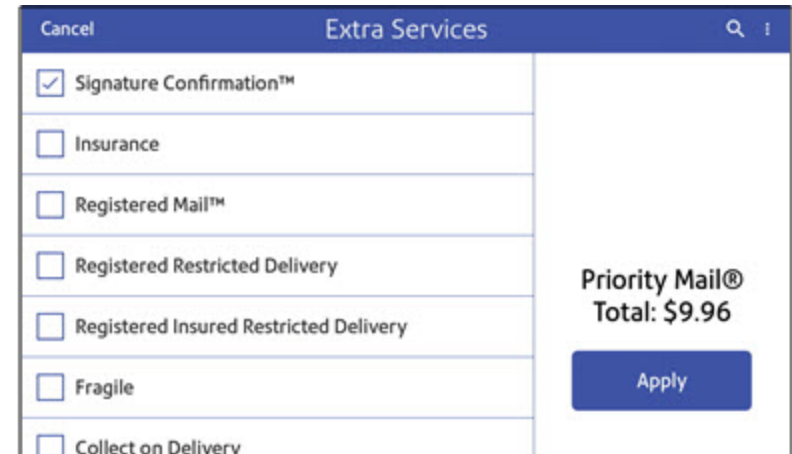 Cancel
Extra Services
Signature Confirmation™
Insurance
Registered Mail™
Registered Restricted Delivery
Registered Insured Restricted Delivery
Fragile
Collect on Delivery
Priority Mail®
Total: $9.96
Apply